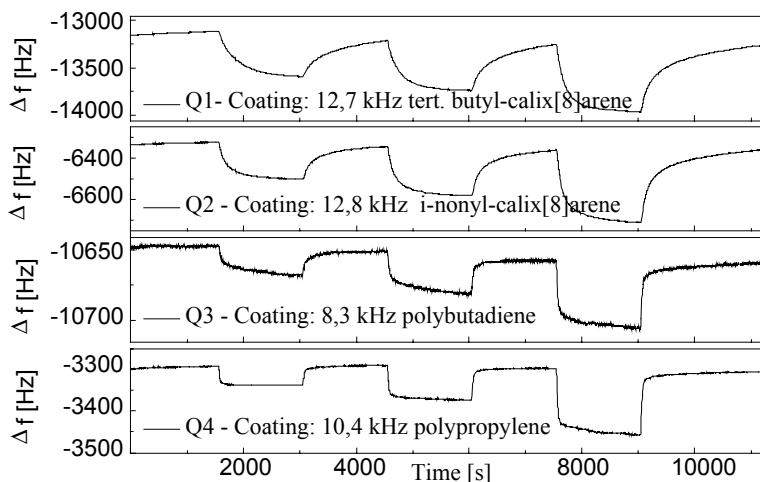 -13000
-13500
-14000
Δ f [Hz]
Q1- Coating: 12,7 kHz tert. butyl-calix[8]arene
-6400
-6600
Δ f [Hz]
Q2 - Coating: 12,8 kHz i-nonyl-calix[8]arene
-10650
-10700
Δ f [Hz]
Q3 - Coating: 8,3 kHz polybutadiene
-3300
-3400
-3500
Δ f [Hz]
Q4 - Coating: 10,4 kHz polypropylene
2000 4000 6000 8000 10000
Time [s]